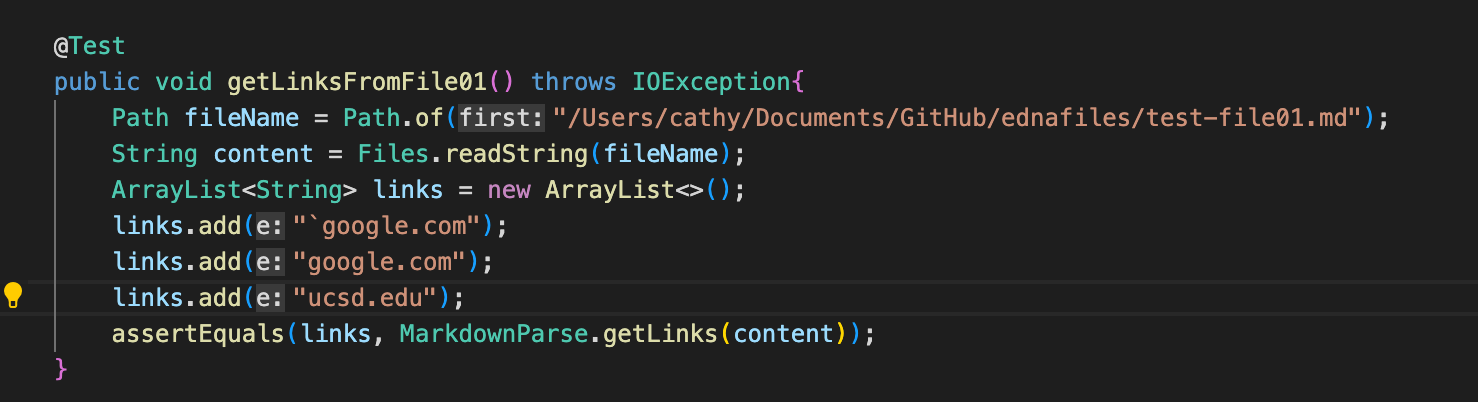 @Test
public void getLinksFromFile01() throws IOException{
Path fileName = Path.of(first: "/Users/cathy/Documents/GitHub/ednafiles/test-file01.md");
String content = Files.readString(fileName);
ArrayList<String> links = new ArrayList<>();
links.add(e: "`google.com");
links.add(e: "google.com");
links.add(e: "ucsd.edu");
assertEquals(links, MarkdownParse.getLinks(content));
}